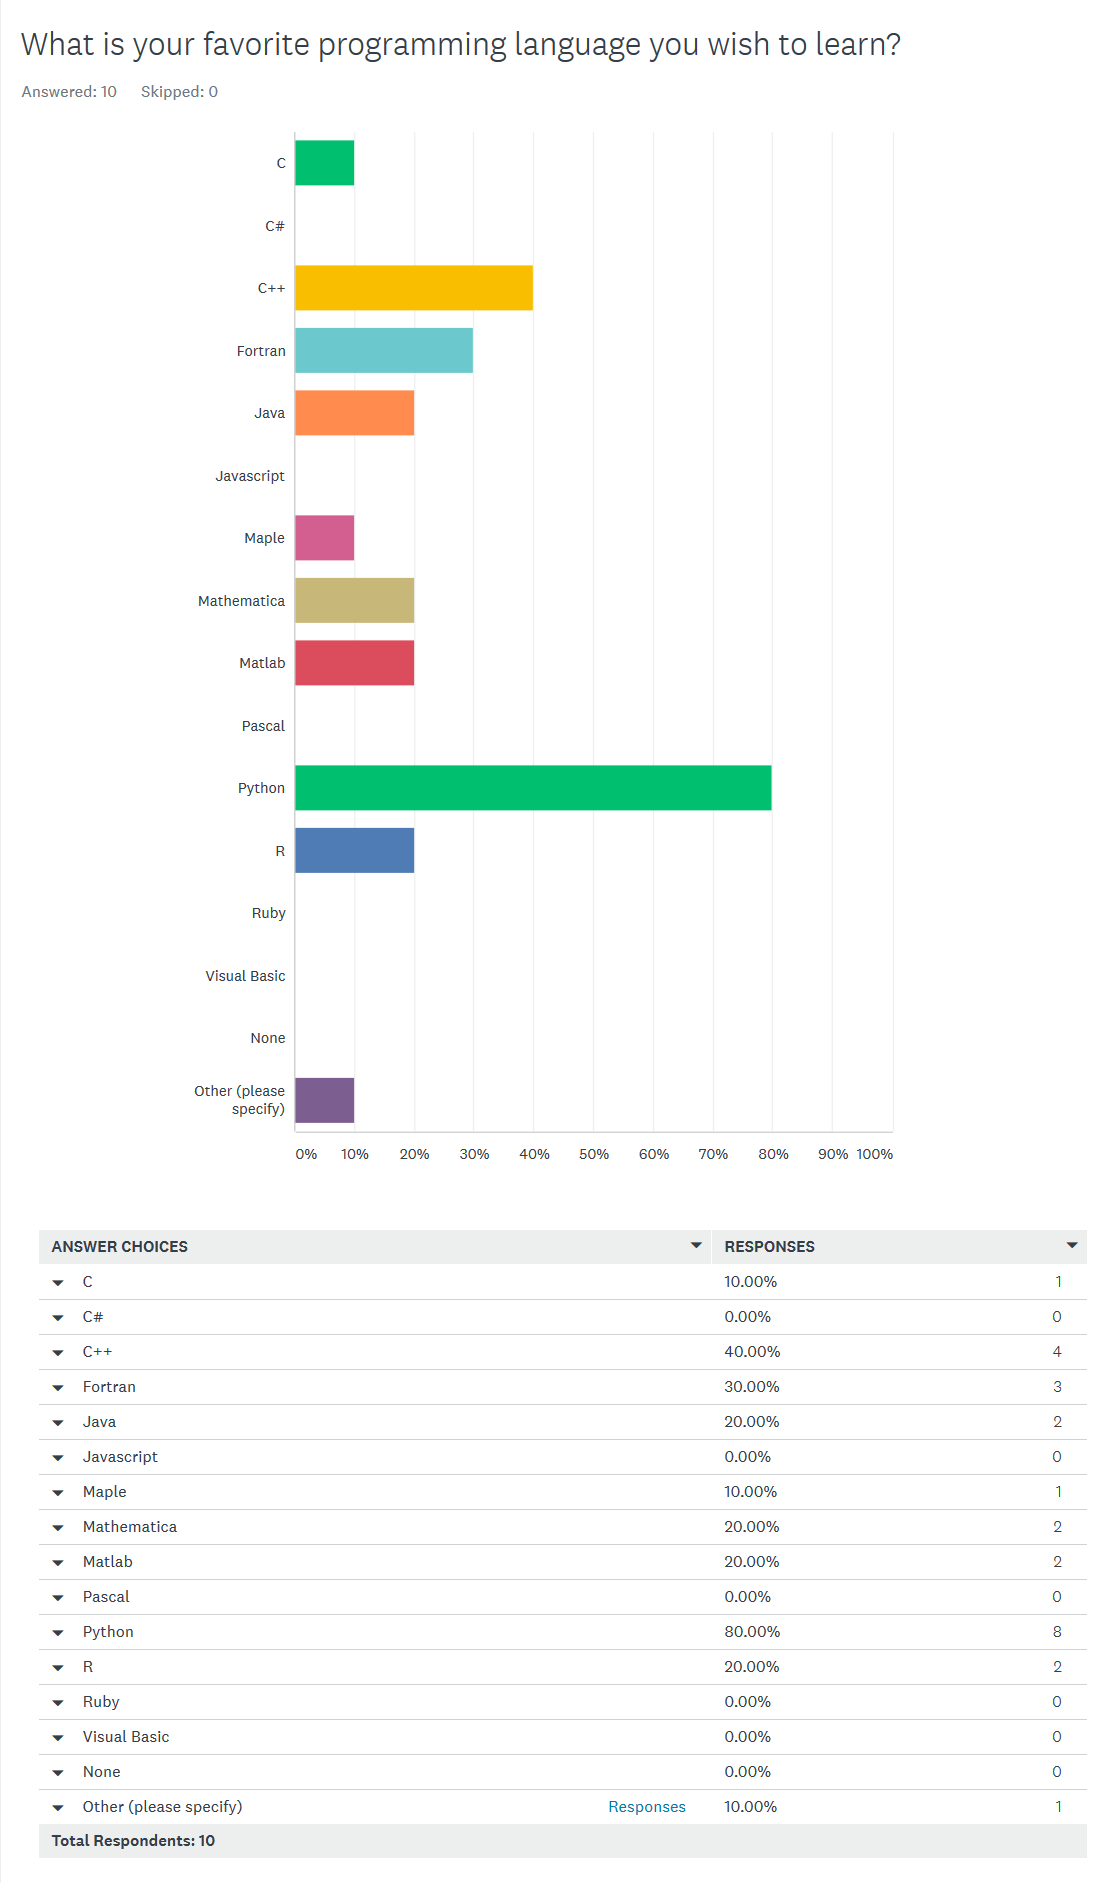 What is your favorite programming language you wish to learn?
Answered: 10 Skipped: 0
C
C#
C++
Fortran
Java
Javascript
Maple
Mathematica
Matlab
Pascal
Python
R
Ruby
Visual Basic
None
Other (please
specify)
0% 10% 20% 30% 40% 50% 60% 70% 80% 90% 100%
ANSWER CHOICES RESPONSES
C 10.00% 1
C# 0.00% 0
C++ 40.00% 4
Fortran 30.00% 3
Java 20.00% 2
Javascript 0.00% 0
Maple 10.00% 1
Mathematica 20.00% 2
Matlab 20.00% 2
Pascal 0.00% 0
Python 80.00% 8
R 20.00% 2
Ruby 0.00% 0
Visual Basic 0.00% 0
None 0.00% 0
Other (please specify) Responses 10.00% 1
Total Respondents: 10